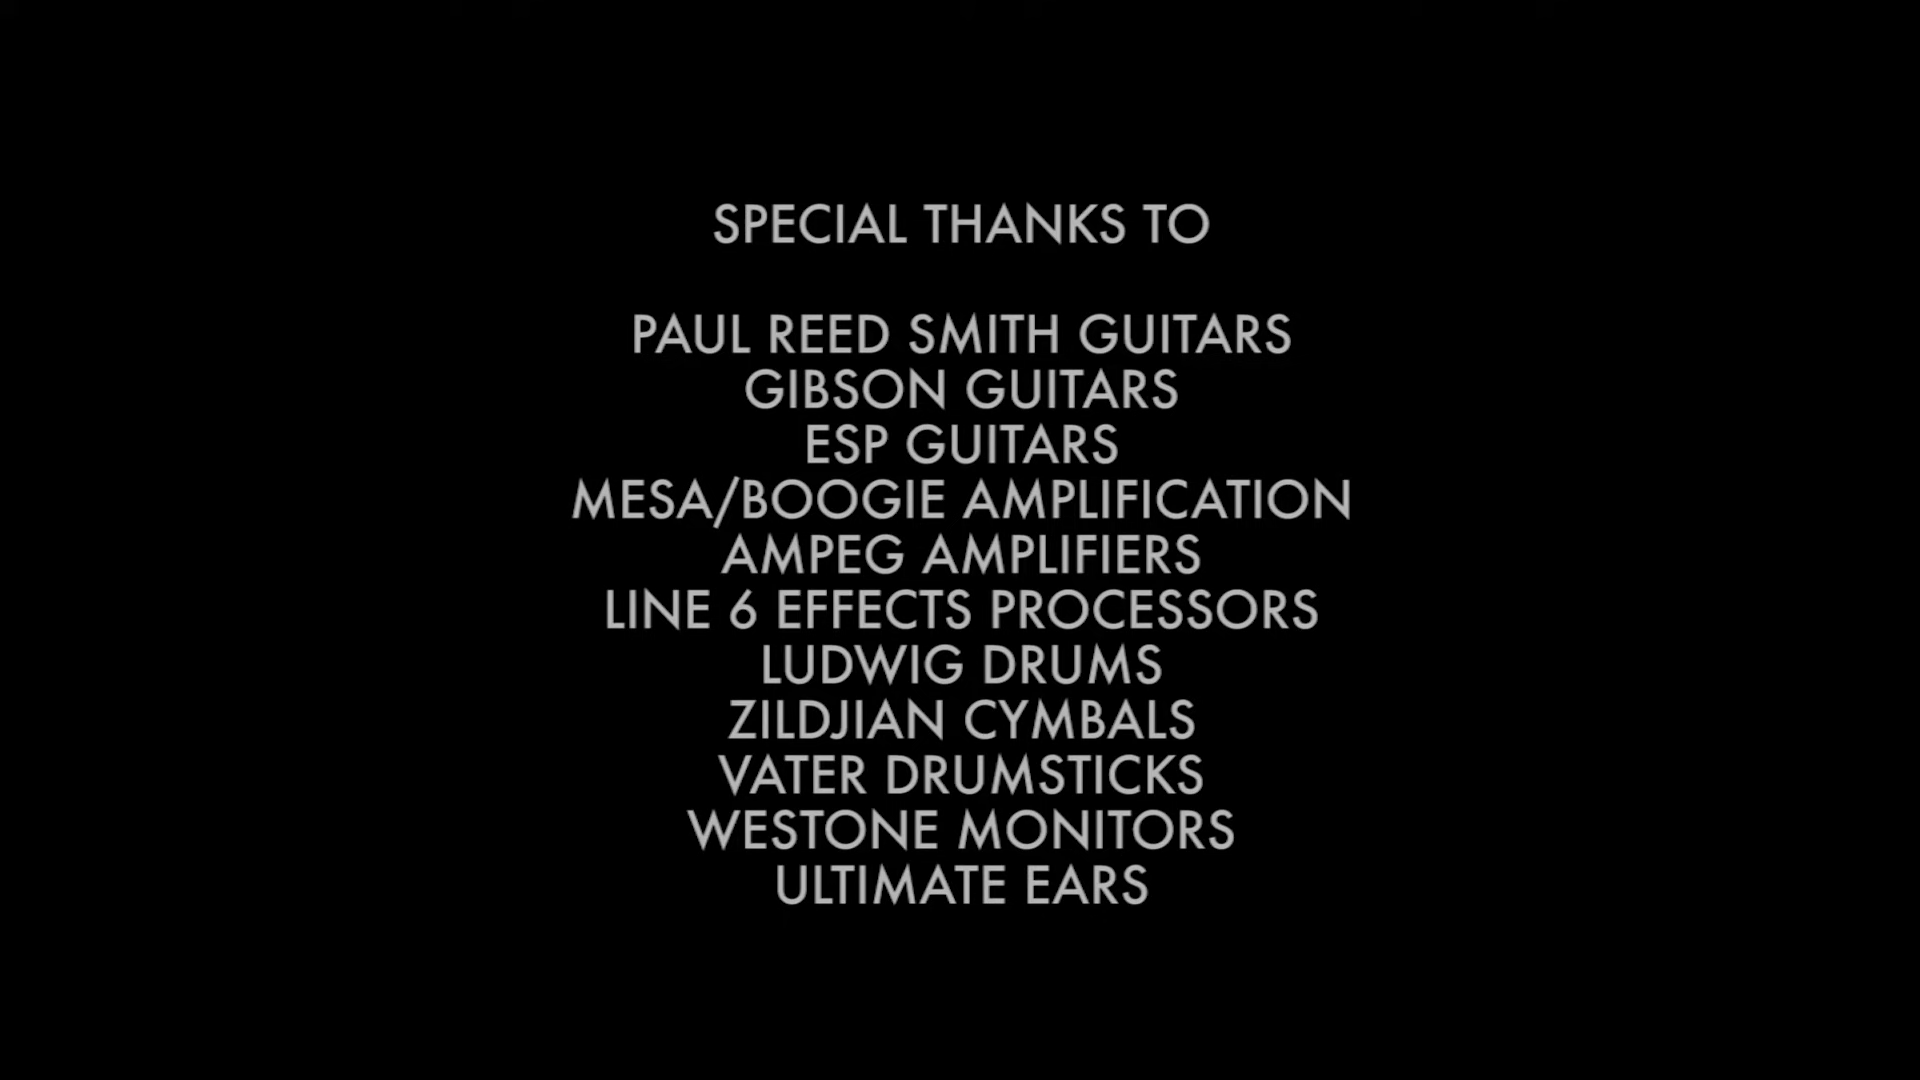 SPECIAL THANKS TO
PAUL REED SMITH GUITARS
GIBSON GUITARS
ESP GUITARS
MESA/BOOGIE AMPLIFICATION
AMPEG AMPLIFIERS
LINE 6 EFFECTS PROCESSORS
LUDWIG DRUMS
ZILDJIAN CYMBALS
VATER DRUMSTICKS
WESTONE MONITORS
ULTIMATE EARS